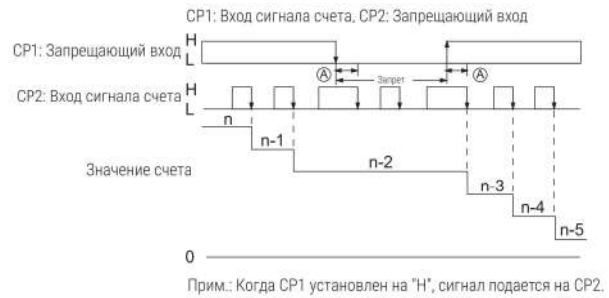 CP1: Вход сигнала счета, CP2: Запрещающий вход
CP1: Запрещающий вход
H
L
A
Запрет
A
CP2: Вход сигнала счета
H
L
n
n-1
n-2
n-3
n-4
n-5
Значение счета
0
Прим.: Когда CP1 установлен на "H", сигнал подается на CP2.